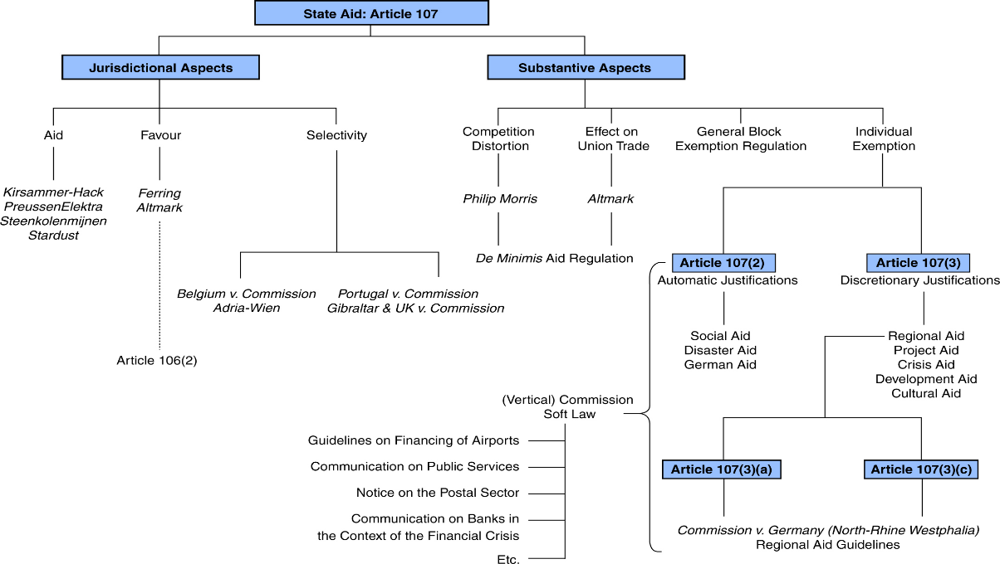 State Aid: Article 107
Jurisdictional Aspects
Substantive Aspects
Aid
Favour
Selectivity
Competition
Distortion
Effect on
Union Trade
General Block
Exemption Regulation
Individual
Exemption
Kirsammer-Hack
PreussenElektra
Steenkolenmijnen
Stardust
Ferring
Altmark
Philip Morris
Altmark
De Minimis Aid Regulation
Belgium v. Commission
Adria-Wien
Portugal v. Commission
Gibraltar & UK v. Commission
Article 106(2)
Article 107(2)
Automatic Justifications
Article 107(3)
Discretionary Justifications
Social Aid
Disaster Aid
German Aid
Regional Aid
Project Aid
Crisis Aid
Development Aid
Cultural Aid
(Vertical) Commission
Soft Law
Guidelines on Financing of Airports
Communication on Public Services
Notice on the Postal Sector
Communication on Banks in
the Context of the Financial Crisis
Etc.
Article 107(3)(a)
Article 107(3)(c)
Commission v. Germany (North-Rhine Westphalia)
Regional Aid Guidelines